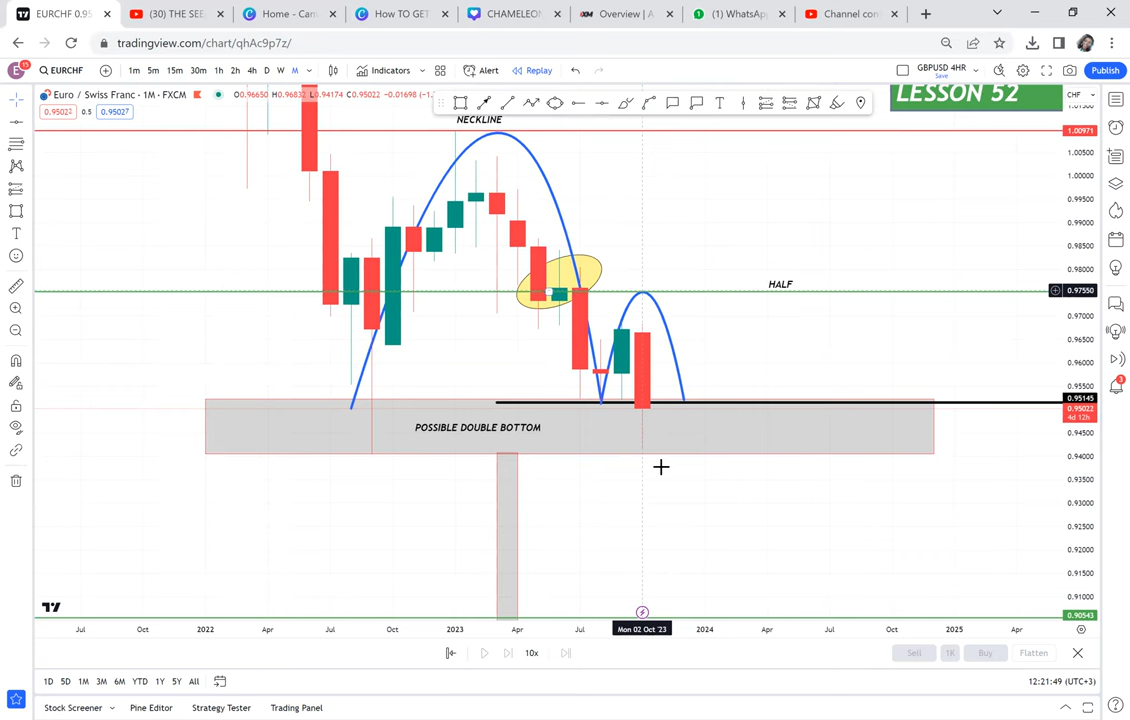 EURCHF 0.95
(30) THE SEE
Home - Can
How TO GET
CHAMELEON
Overview | A
(1) WhatsApp
Channel con
tradingview.com/chart/qhAc9p7z/
E
15
EURCHF
1m 5m 15m 30m 1h 2h 4h D W M
Indicators
Alert
Replay
GBPUSD 4HR
Save
Publish
Euro / Swiss Franc · 1M · FXCM
O0.96650 H0.96832 L0.94174 C0.95022 −0.01698
0.95022
0.5
0.95027
LESSON 52
CHF
NECKLINE
1.00971
1.00500
1.00000
0.99500
0.99000
0.98500
0.98000
HALF
0.97550
0.97000
0.96500
0.96000
0.95500
0.95145
0.95022
4d 12h
POSSIBLE DOUBLE BOTTOM
0.94500
0.94000
0.93500
0.93000
0.92500
0.92000
0.91500
0.91000
0.90543
3
Jul Oct 2022 Apr Jul Oct 2023 Apr Jul Mon 02 Oct '23 2024 Apr Jul Oct 2025 Apr
10x
Sell
1K
Buy
Flatten
1D 5D 1M 3M 6M YTD 1Y 5Y All
12:21:49 (UTC+3)
Stock Screener
Pine Editor
Strategy Tester
Trading Panel